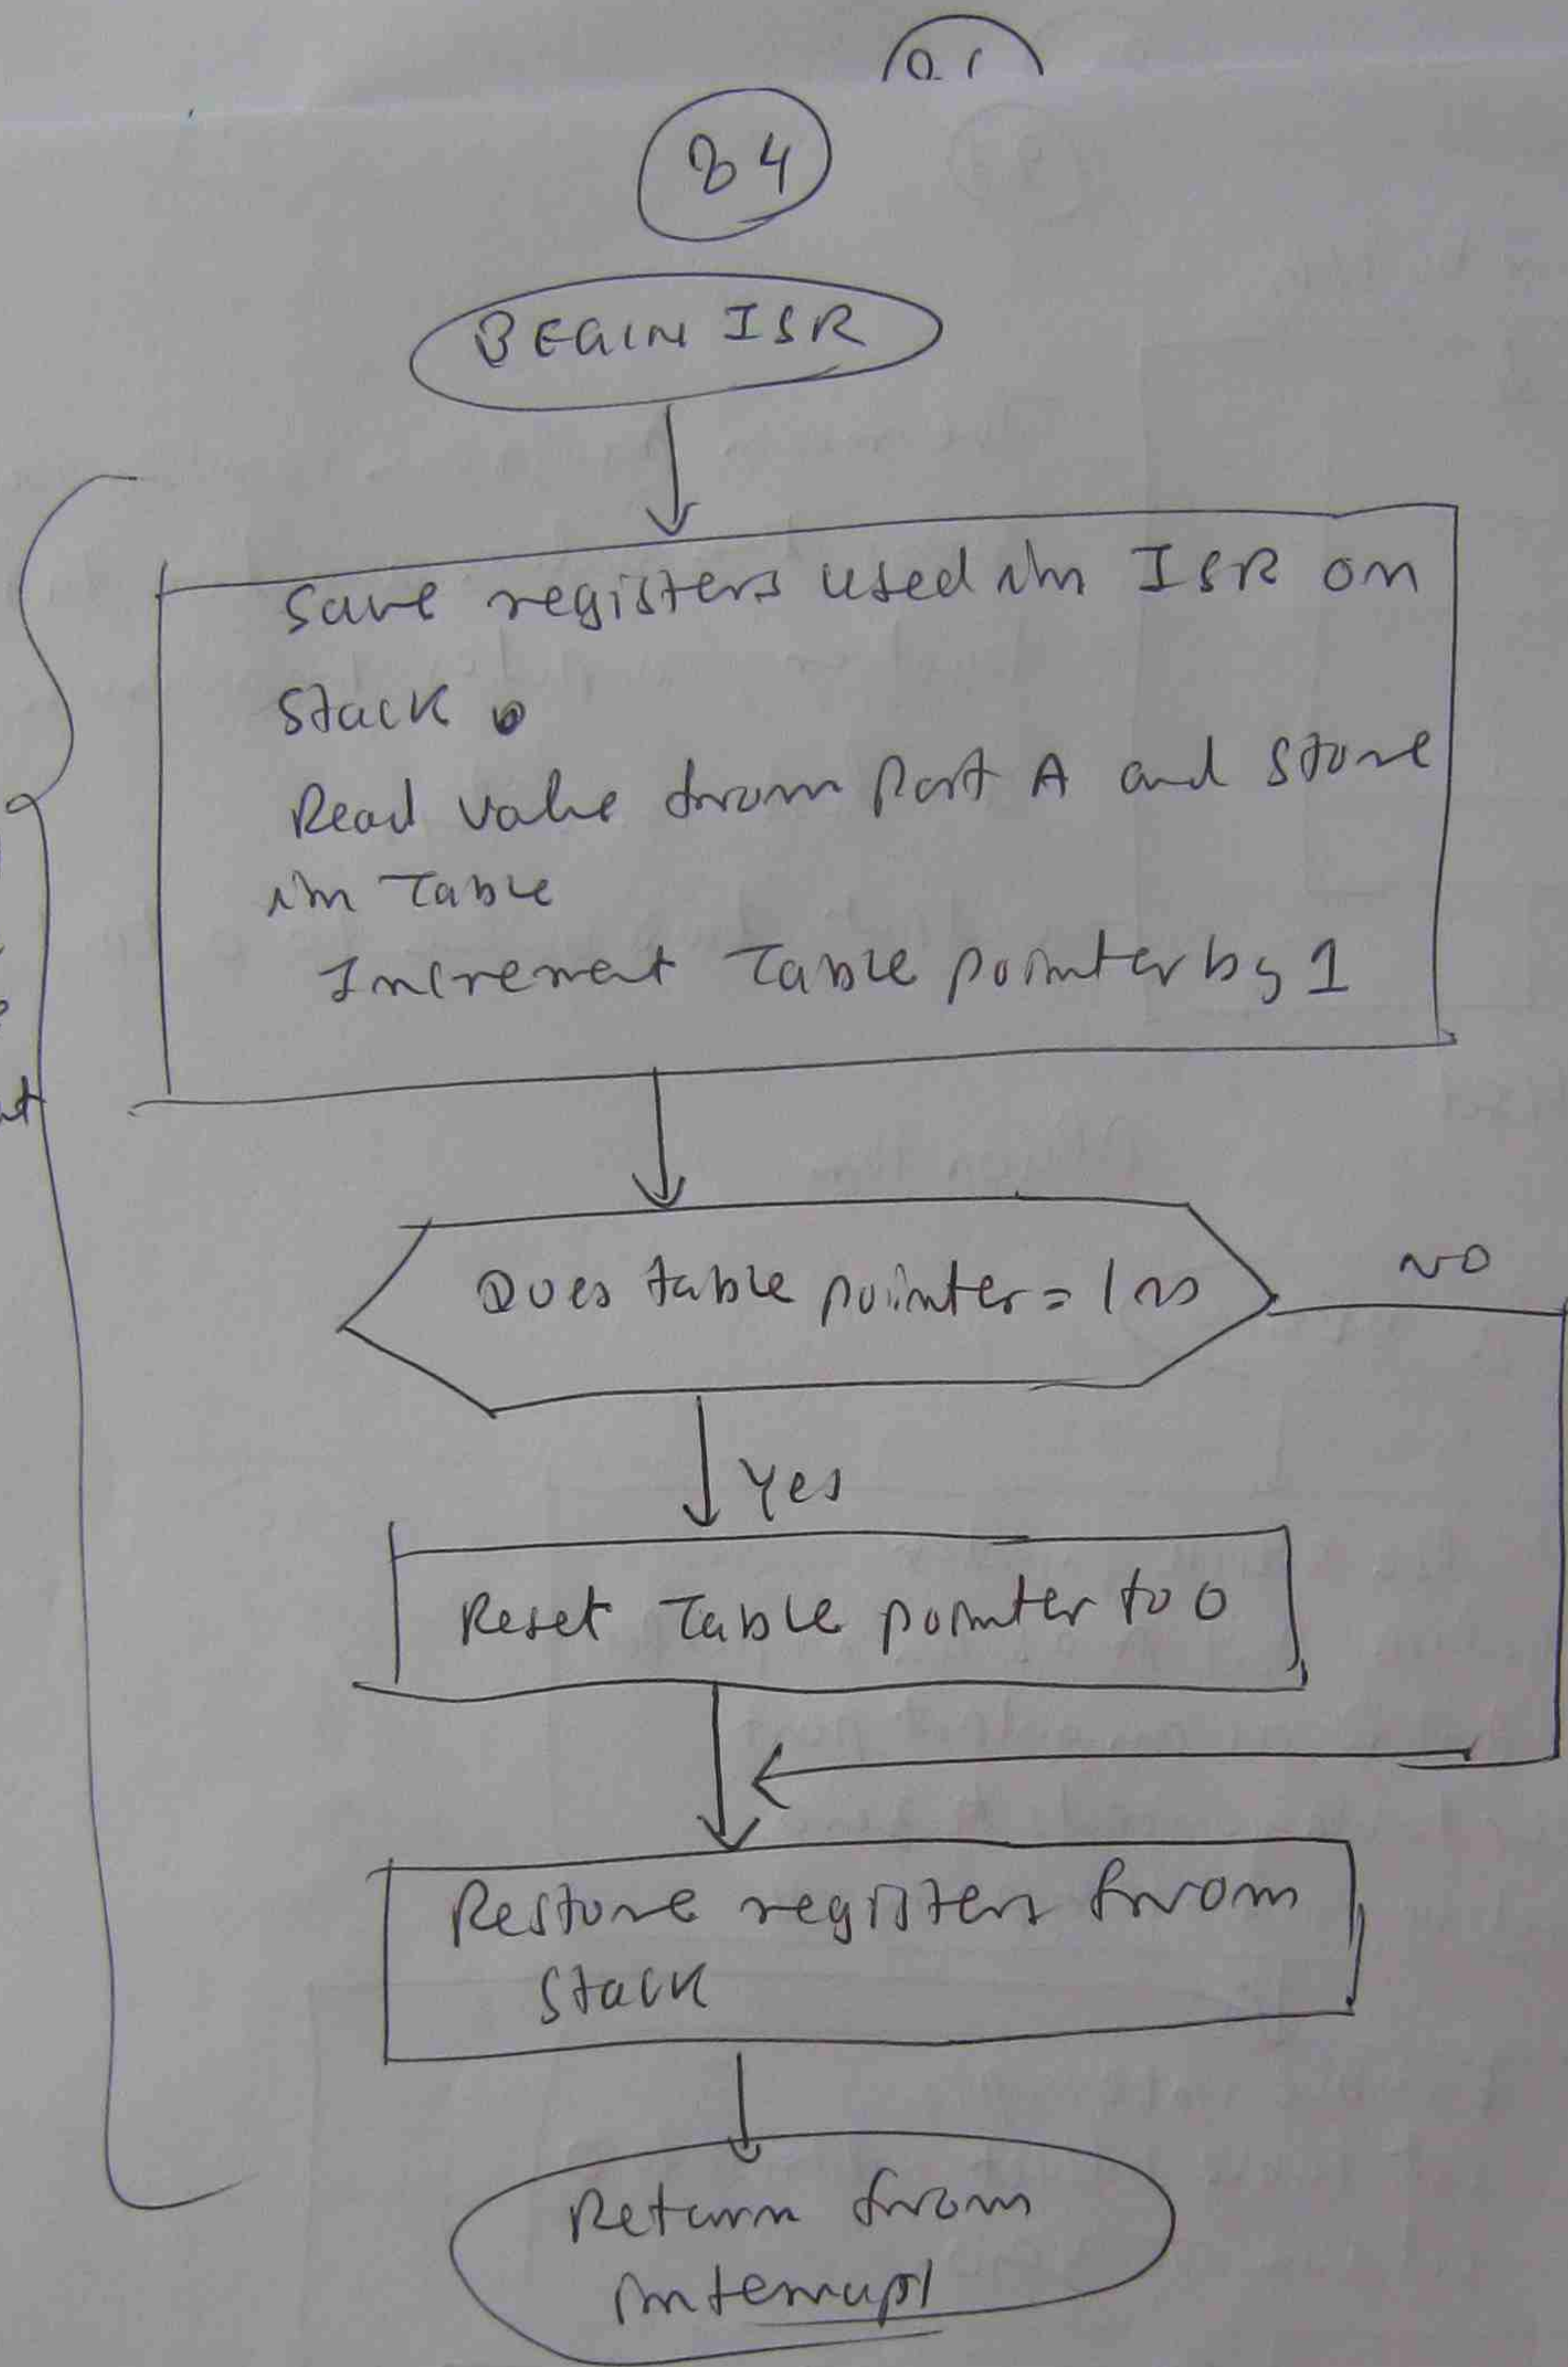 84
BEGIN ISR
Save registers used in ISR on
Stack.
Read value from Port A and store
in Table
Increment Table pointer by 1
Does table pointer =
NO
Yes
Reset Table pointer to 0
Restore registers from
Stack
Return from
interrupt